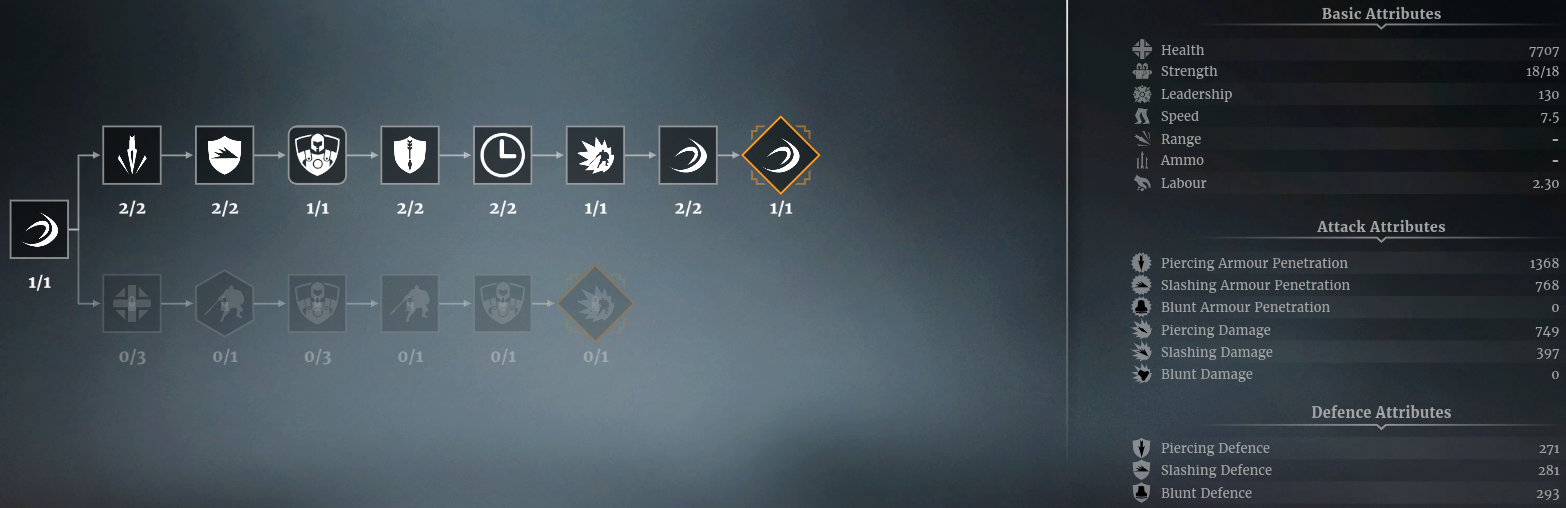 2/2 2/2 1/1 2/2 2/2 1/1 2/2 1/1
1/1
0/3 0/1 0/3 0/1 0/1 0/1
Basic Attributes
Health 7707
Strength 18/18
Leadership 130
Speed 7.5
Range -
Ammo -
Labour 2.30
Attack Attributes
Piercing Armour Penetration 1368
Slashing Armour Penetration 768
Blunt Armour Penetration 0
Piercing Damage 749
Slashing Damage 397
Blunt Damage 0
Defence Attributes
Piercing Defence 271
Slashing Defence 281
Blunt Defence 293